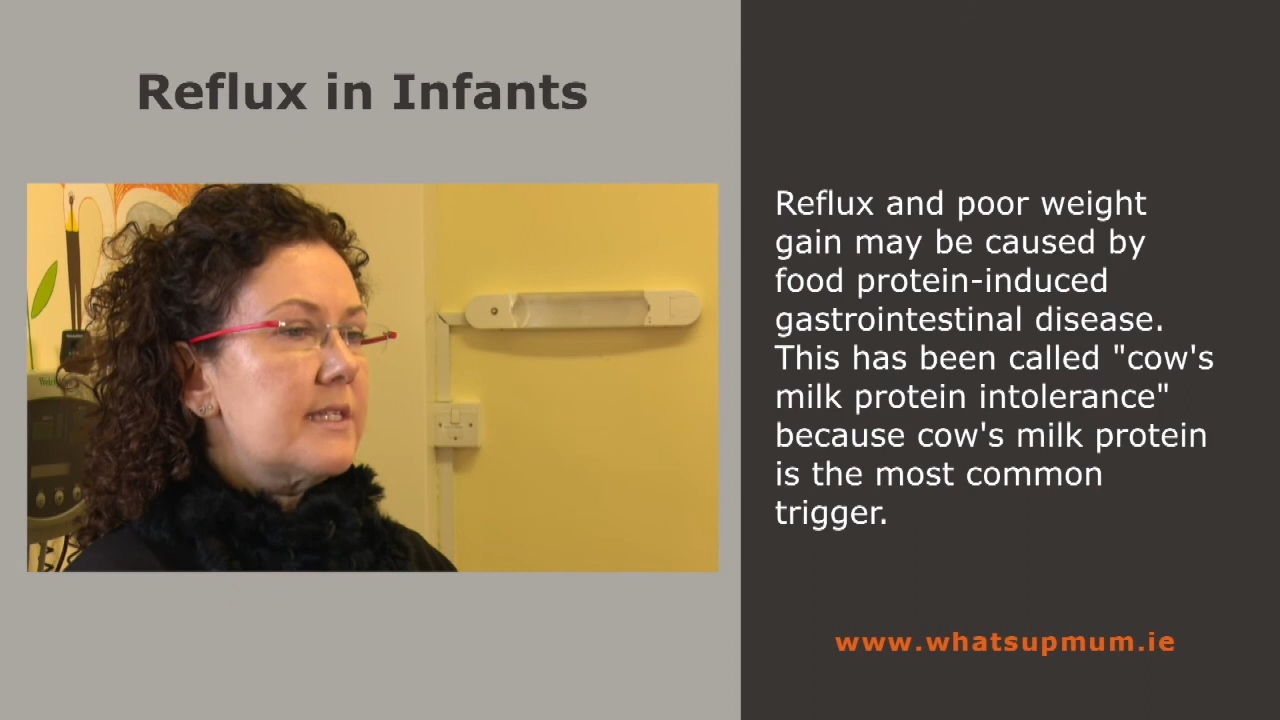 Reflux in Infants
Reflux and poor weight
gain may be caused by
food protein-induced
gastrointestinal disease.
This has been called "cow's
milk protein intolerance"
because cow's milk protein
is the most common
trigger.
www.whatsupmum.ie